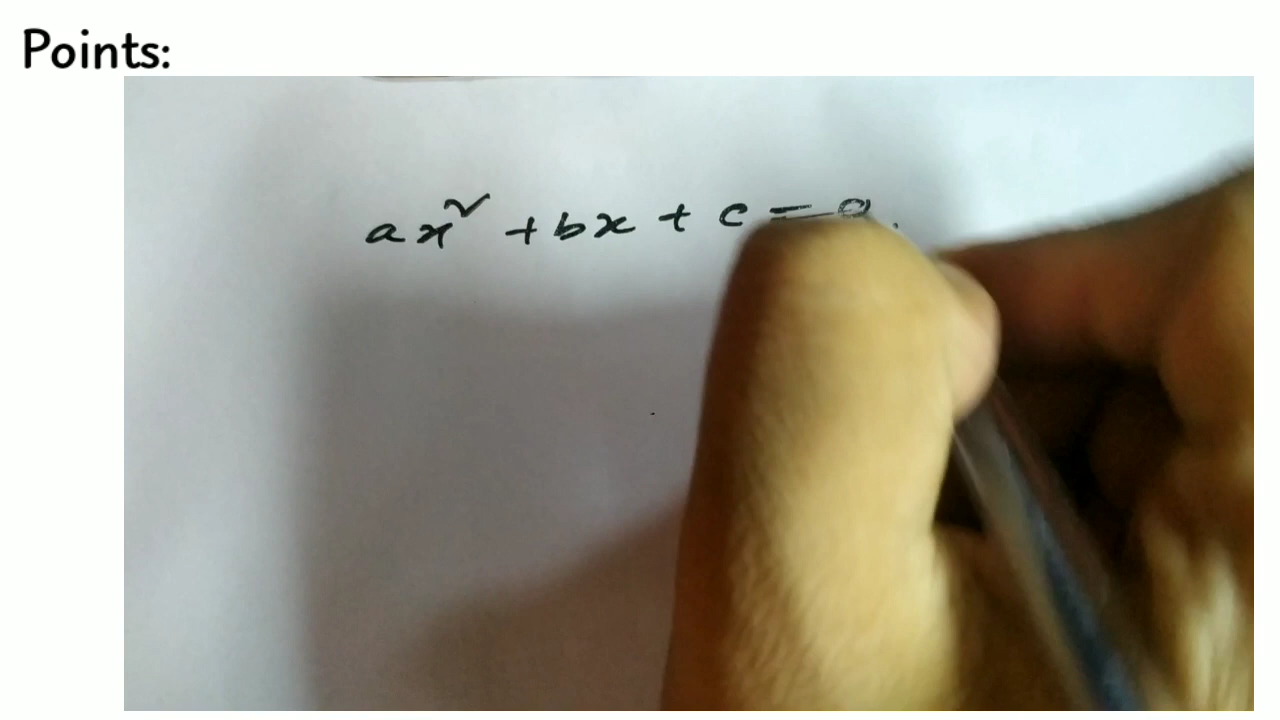 Points:
ax² + bx + c = 0.